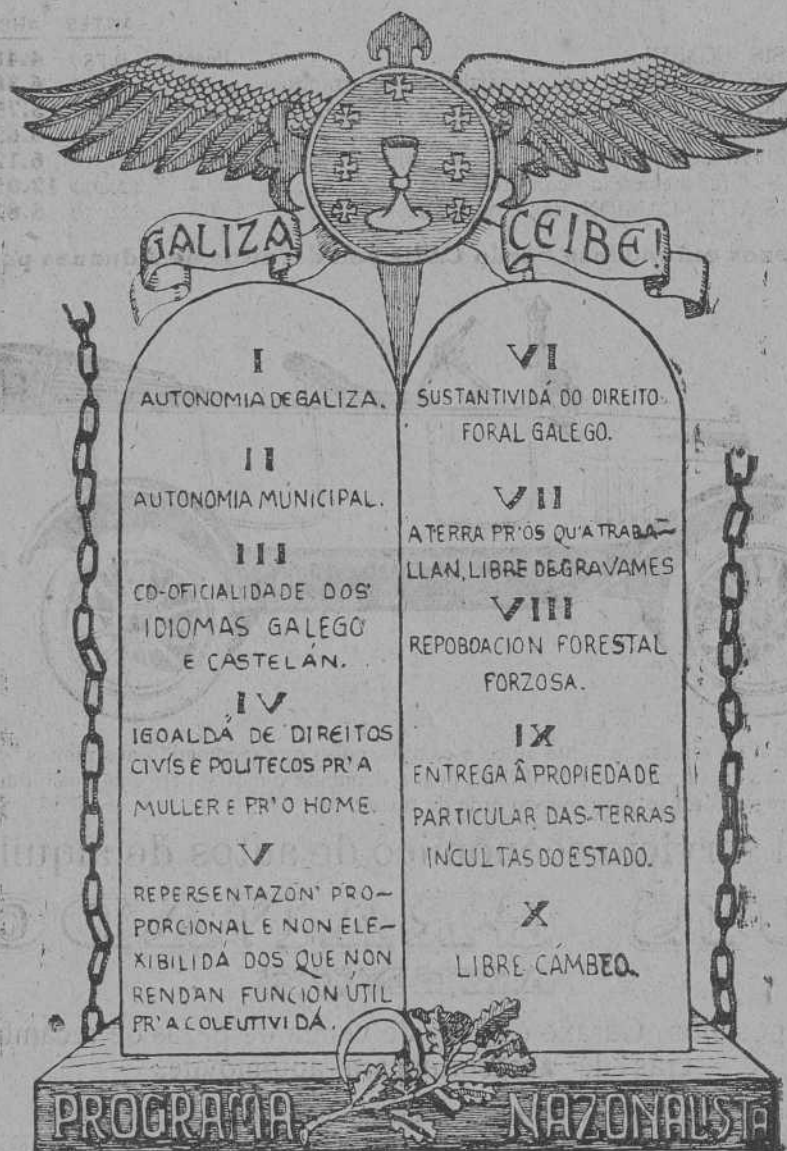 GALIZA CEIBE!
I
AUTONOMIA DE GALIZA.
II
AUTONOMIA MUNICIPAL.
III
CO-OFICIALIDADE DOS
IDIOMAS GALEGO
E CASTELÁN.
IV
IGOALDÁ DE DIREITOS
CIVÍS E POLITECOS PR'A
MULLER E PR'O HOME.
V
REPERSENTAZÓN PRO-
PORCIONAL E NON ELE-
XIBILIDÁ DOS QUE NON
RENDAN FUNCION ÚTIL
PR'A COLEUTIVIDÁ.
VI
SUSTANTIVIDÁ DO DIREITO
FORAL GALEGO.
VII
A TERRA PR'OS QU'A TRABA-
LLAN, LIBRE DE GRAVAMES
VIII
REPOBOACION FORESTAL
FORZOSA.
IX
ENTREGA Â PROPIEDADE
PARTICULAR DAS TERRAS
INCULTAS DO ESTADO.
X
LIBRE CÁMBEO.
PROGRAMA NAZONALISTA